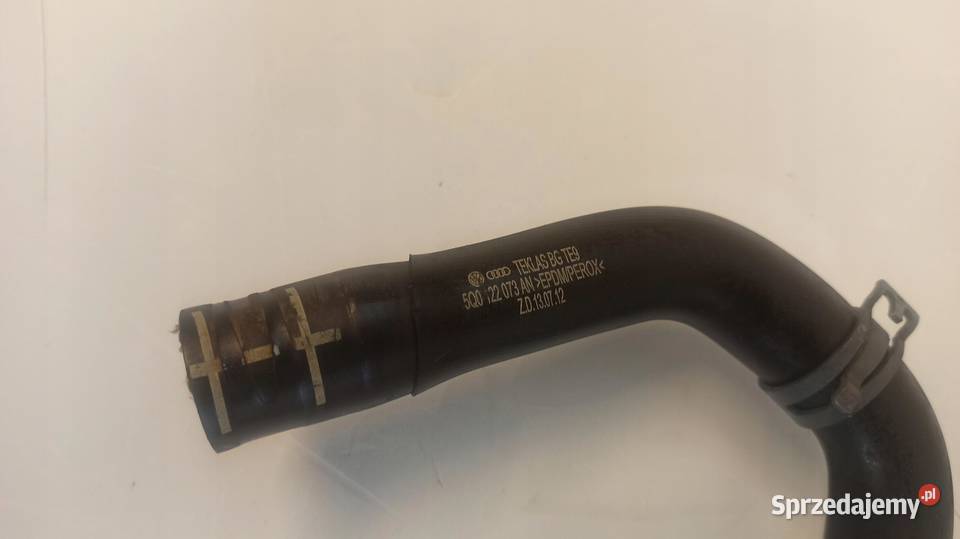 TEKLAS BG TE9
5Q0 122 073 AN >EPDM/PEROX<
Z.D.13.07.12
Sprzedajemy.pl